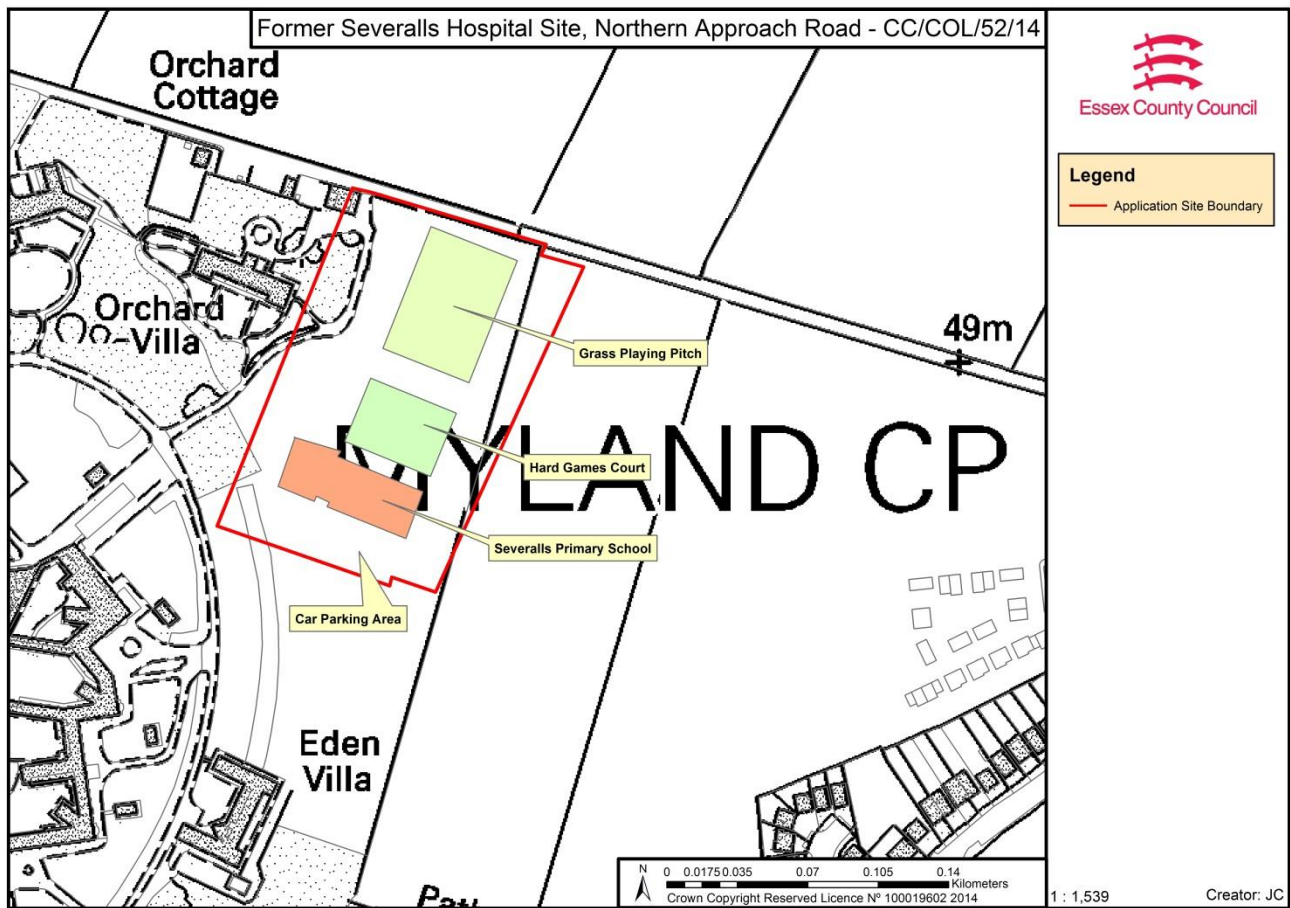 Former Severalls Hospital Site, Northern Approach Road - CC/COL/52/14
Essex County Council
Legend
Application Site Boundary
Orchard
Cottage
Orchard
Villa
49m
Grass Playing Pitch
MYLAND CP
Hard Games Court
Severalls Primary School
Car Parking Area
Eden
Villa
N
0 0.0175 0.035 0.07 0.105 0.14
Kilometers
Crown Copyright Reserved Licence Nº 100019602 2014
1 : 1,539
Creator: JC